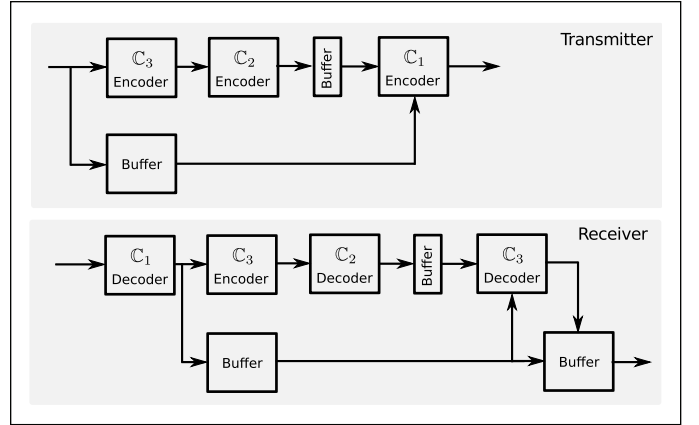 Transmitter
ℂ₃
Encoder
ℂ₂
Encoder
Buffer
ℂ₁
Encoder
Buffer
Receiver
ℂ₁
Decoder
ℂ₃
Encoder
ℂ₂
Decoder
Buffer
ℂ₃
Decoder
Buffer
Buffer